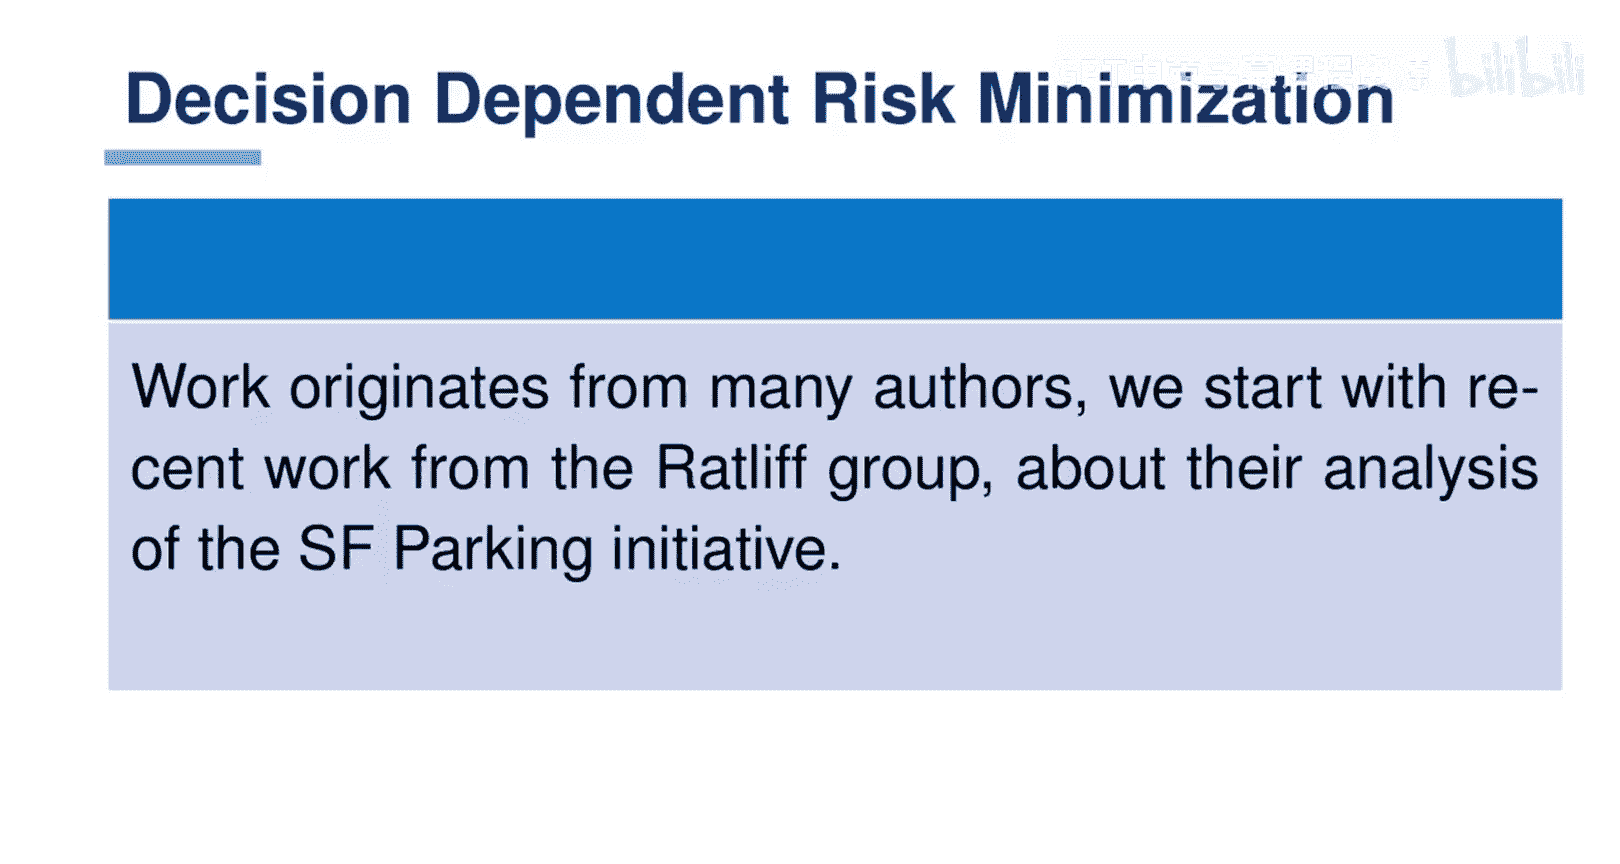 Decision Dependent Risk Minimization
bilibili
Work originates from many authors, we start with re-
cent work from the Ratliff group, about their analysis
of the SF Parking initiative.